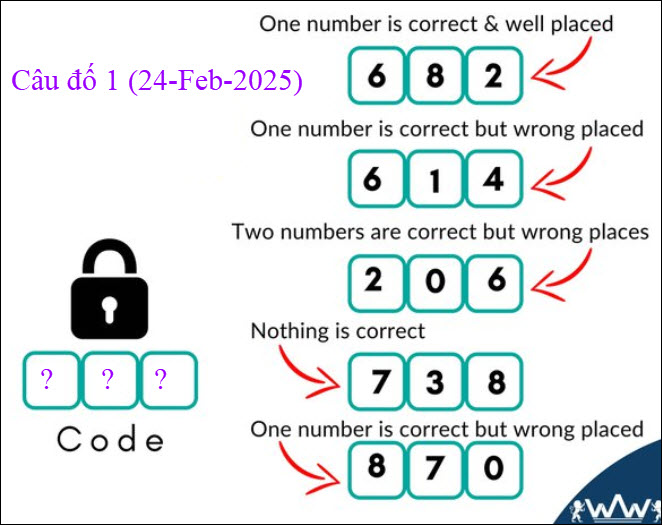 One number is correct & well placed
Câu đố 1 (24-Feb-2025)
6 8 2
One number is correct but wrong placed
6 1 4
Two numbers are correct but wrong places
2 0 6
Nothing is correct
7 3 8
? ? ?
Code
One number is correct but wrong placed
8 7 0
WW